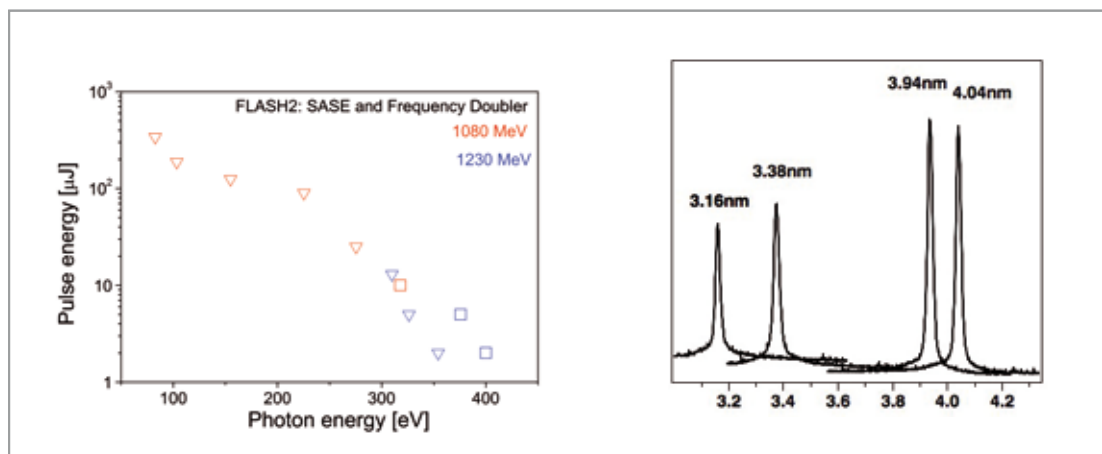 10³
FLASH2: SASE and Frequency Doubler
1080 MeV
1230 MeV
10²
10
1
Pulse energy [µJ]
100
200
300
400
Photon energy [eV]
3.94nm
4.04nm
3.38nm
3.16nm
3.2
3.4
3.6
3.8
4.0
4.2